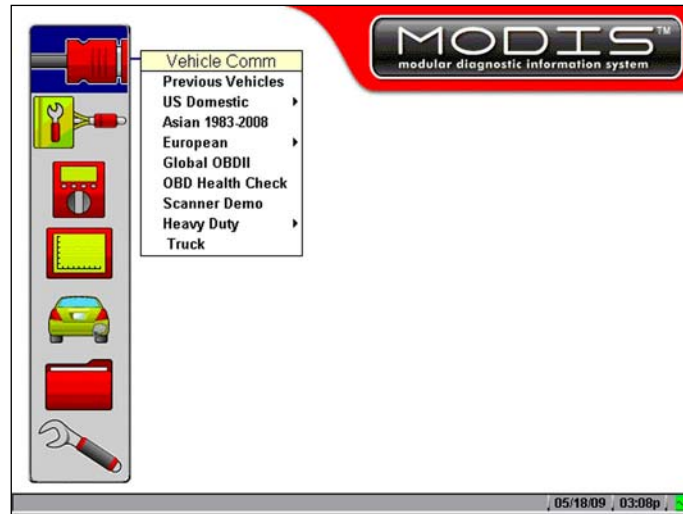 MODIS™
modular diagnostic information system
Vehicle Comm
Previous Vehicles
US Domestic
Asian 1983-2008
European
Global OBDII
OBD Health Check
Scanner Demo
Heavy Duty
Truck
05/18/09 03:08p